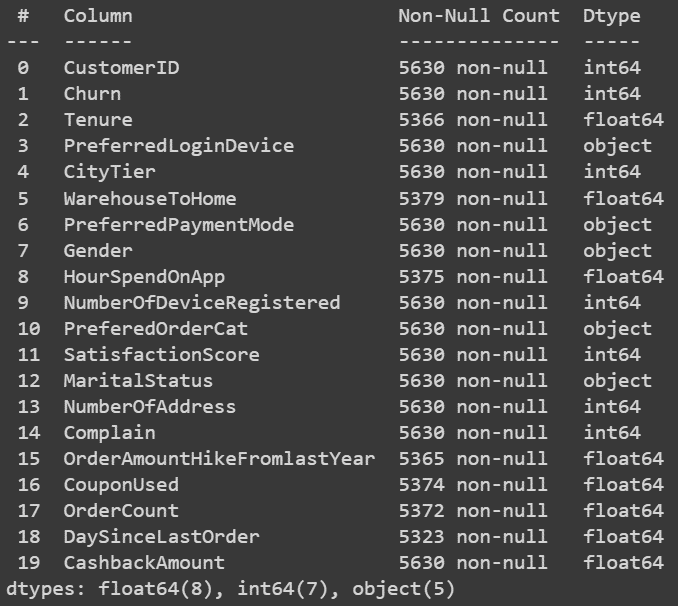 #   Column                       Non-Null Count  Dtype
---  ------                       --------------  -----
 0   CustomerID                   5630 non-null   int64
 1   Churn                        5630 non-null   int64
 2   Tenure                       5366 non-null   float64
 3   PreferredLoginDevice         5630 non-null   object
 4   CityTier                     5630 non-null   int64
 5   WarehouseToHome              5379 non-null   float64
 6   PreferredPaymentMode         5630 non-null   object
 7   Gender                       5630 non-null   object
 8   HourSpendOnApp               5375 non-null   float64
 9   NumberOfDeviceRegistered     5630 non-null   int64
 10  PreferedOrderCat             5630 non-null   object
 11  SatisfactionScore            5630 non-null   int64
 12  MaritalStatus                5630 non-null   object
 13  NumberOfAddress              5630 non-null   int64
 14  Complain                     5630 non-null   int64
 15  OrderAmountHikeFromlastYear  5365 non-null   float64
 16  CouponUsed                   5374 non-null   float64
 17  OrderCount                   5372 non-null   float64
 18  DaySinceLastOrder            5323 non-null   float64
 19  CashbackAmount               5630 non-null   float64
dtypes: float64(8), int64(7), object(5)